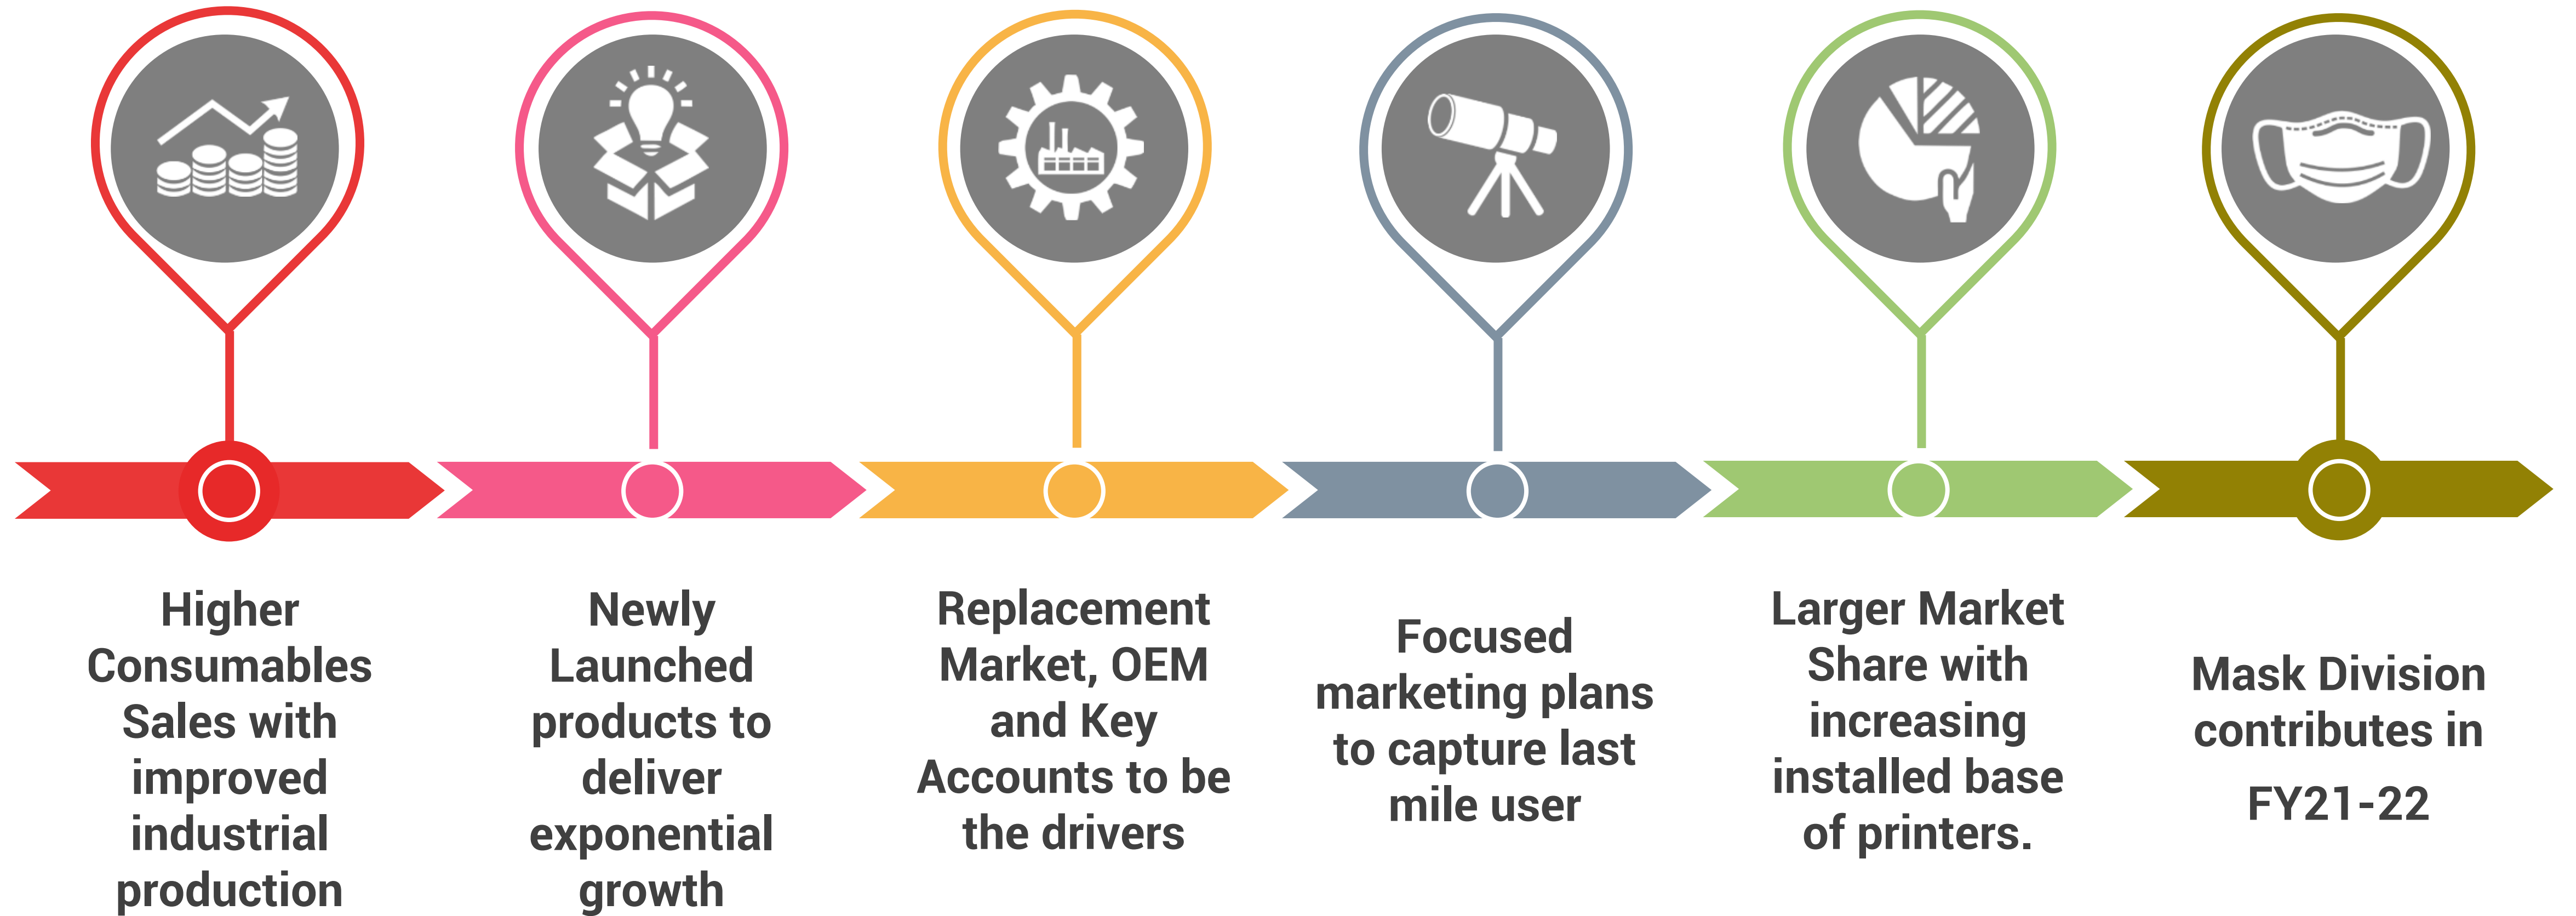 Higher
Consumables
Sales with
improved
industrial
production
Newly
Launched
products to
deliver
exponential
growth
Replacement
Market, OEM
and Key
Accounts to be
the drivers
Focused
marketing plans
to capture last
mile user
Larger Market
Share with
increasing
installed base
of printers.
Mask Division
contributes in
FY21-22